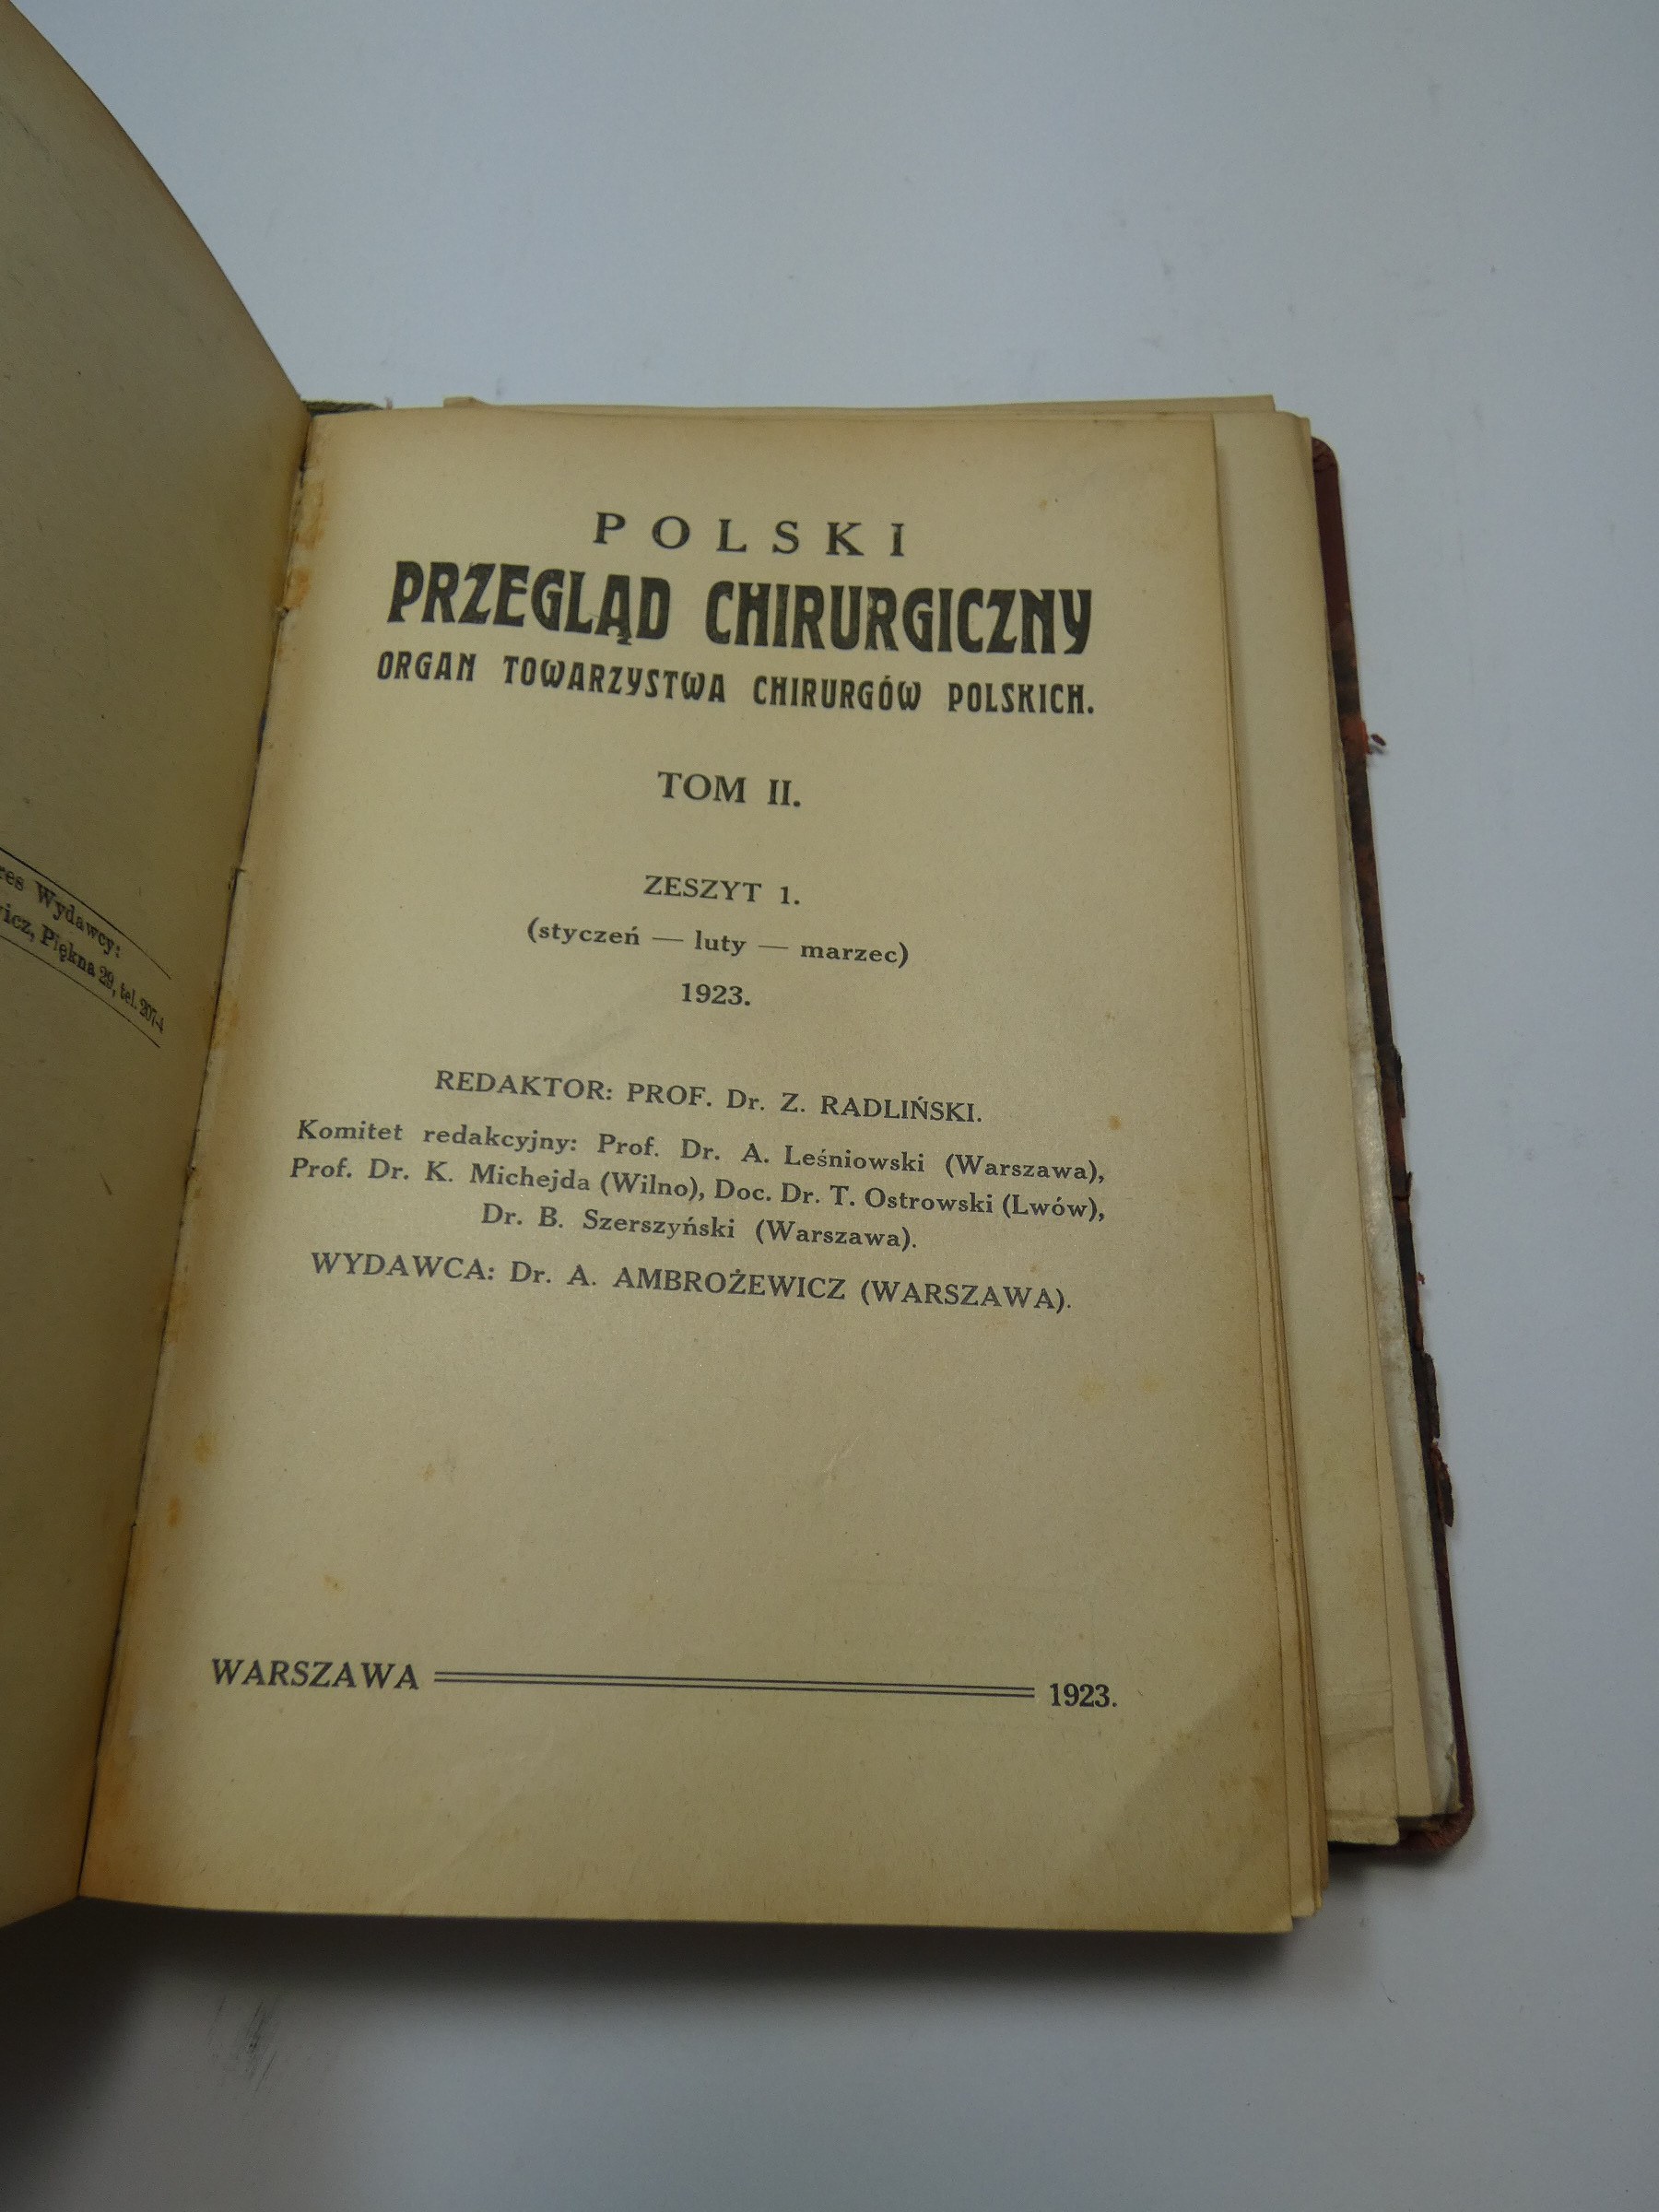 Wydawcy:
Piękna 29, tel.
POLSKI
PRZEGLĄD CHIRURGICZNY
ORGAN TOWARZYSTWA CHIRURGÓW POLSKICH.
TOM II.
ZESZYT 1.
(styczeń — luty — marzec)
1923.
REDAKTOR: PROF. Dr. Z. RADLIŃSKI.
Komitet redakcyjny: Prof. Dr. A. Leśniowski (Warszawa),
Prof. Dr. K. Michejda (Wilno), Doc. Dr. T. Ostrowski (Lwów),
Dr. B. Szerszyński (Warszawa).
WYDAWCA: Dr. A. AMBROŻEWICZ (WARSZAWA).
WARSZAWA 1923.